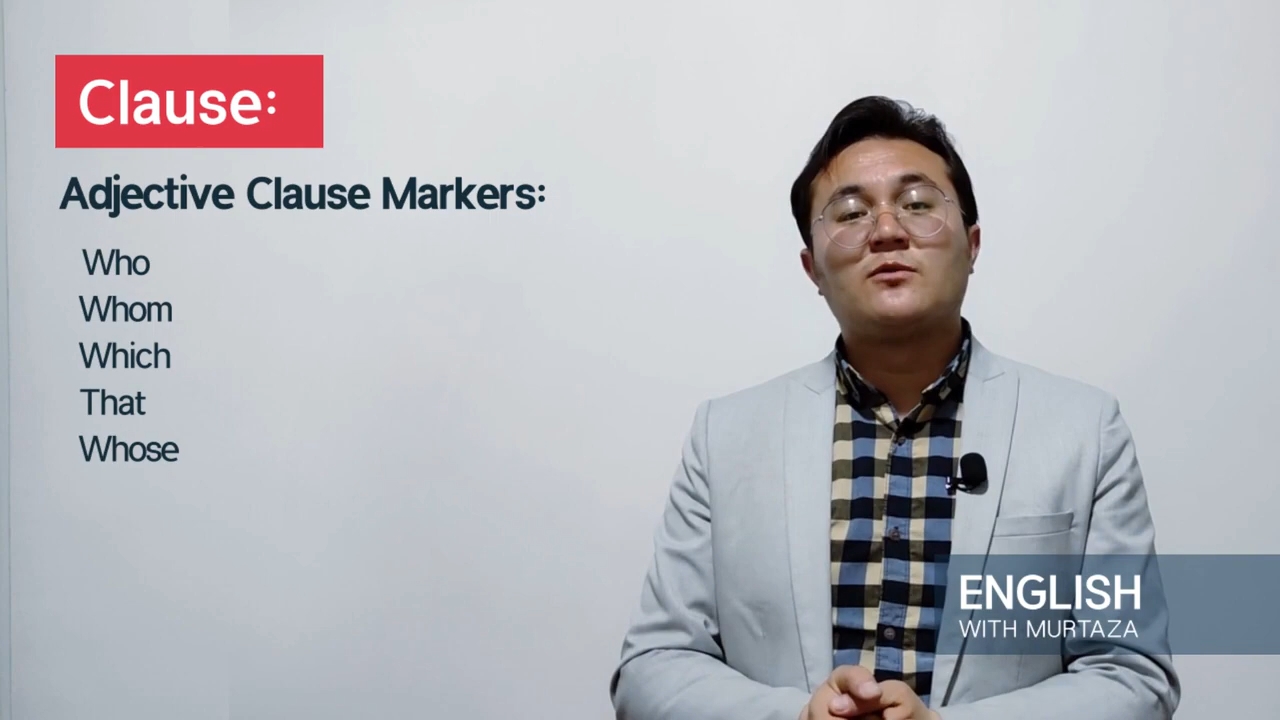 Clause:
Adjective Clause Markers:
Who
Whom
Which
That
Whose
ENGLISH
WITH MURTAZA